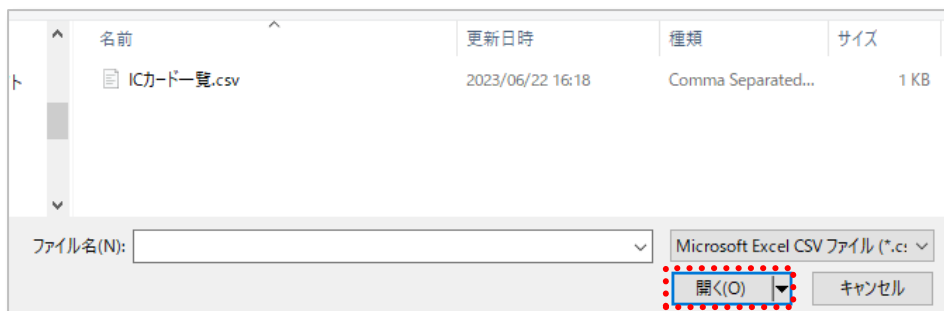 名前 更新日時 種類 サイズ
ト ICカード一覧.csv 2023/06/22 16:18 Comma Separated... 1 KB
ファイル名(N): Microsoft Excel CSV ファイル (*.c
開く(O) キャンセル